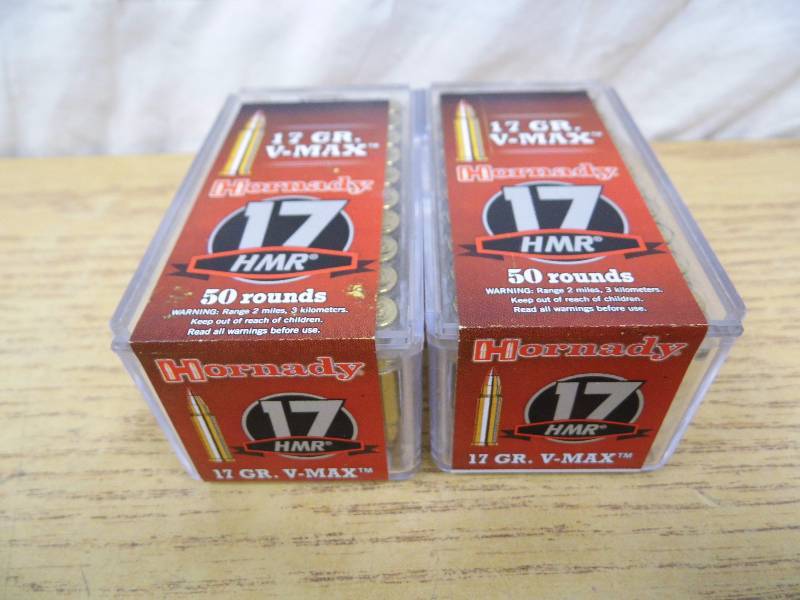 17 GR.
V-MAX™
Hornady
17
HMR®
50 rounds
WARNING: Range 2 miles, 3 kilometers.
Keep out of reach of children.
Read all warnings before use.
Hornady
17
HMR®
17 GR. V-MAX™
17 GR.
V-MAX™
Hornady
17
HMR®
50 rounds
WARNING: Range 2 miles, 3 kilometers.
Keep out of reach of children.
Read all warnings before use.
Hornady
17
HMR®
17 GR. V-MAX™